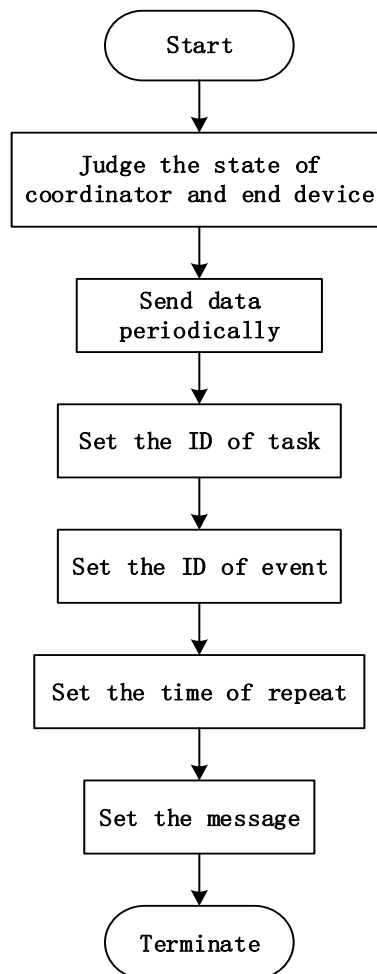 Start
Judge the state of
coordinator and end device
Send data
periodically
Set the ID of task
Set the ID of event
Set the time of repeat
Set the message
Terminate